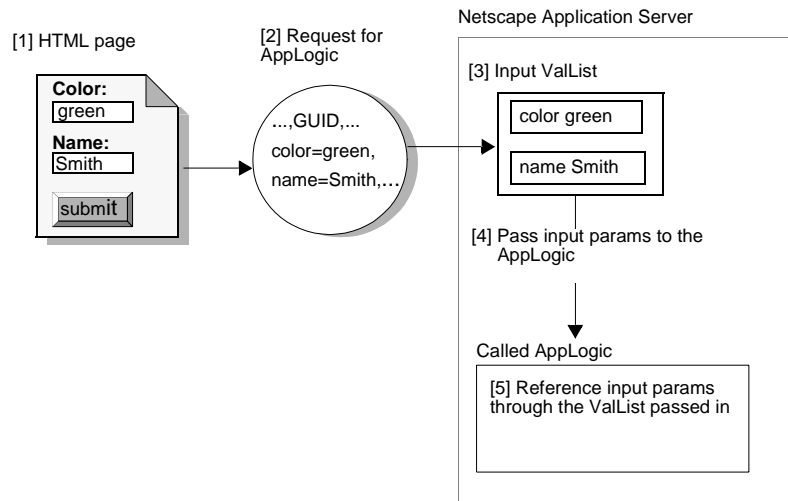 Netscape Application Server
[1] HTML page
[2] Request for
AppLogic
[3] Input ValList
Color:
green
Name:
Smith
submit
...,GUID,...
color=green,
name=Smith,...
color green
name Smith
[4] Pass input params to the
AppLogic
Called AppLogic
[5] Reference input params
through the ValList passed in